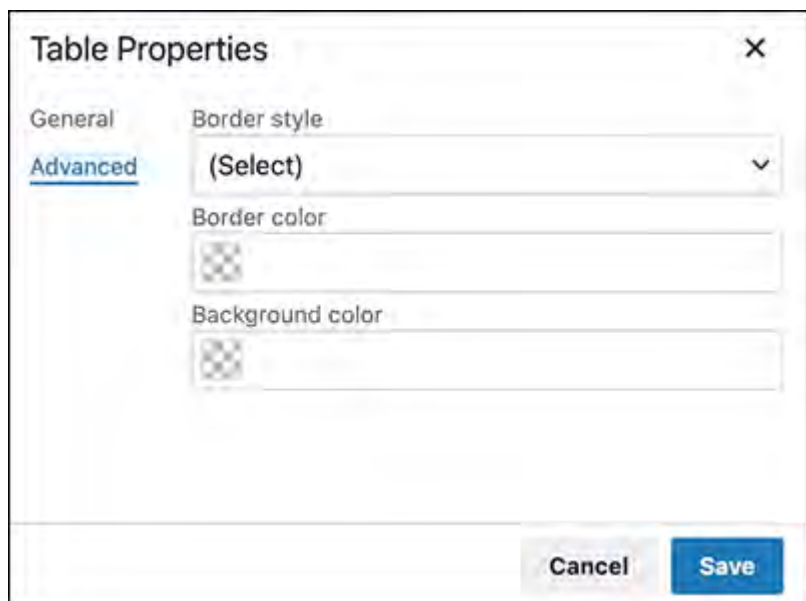 Table Properties
General
Advanced
Border style
(Select)
Border color
Background color
Cancel
Save